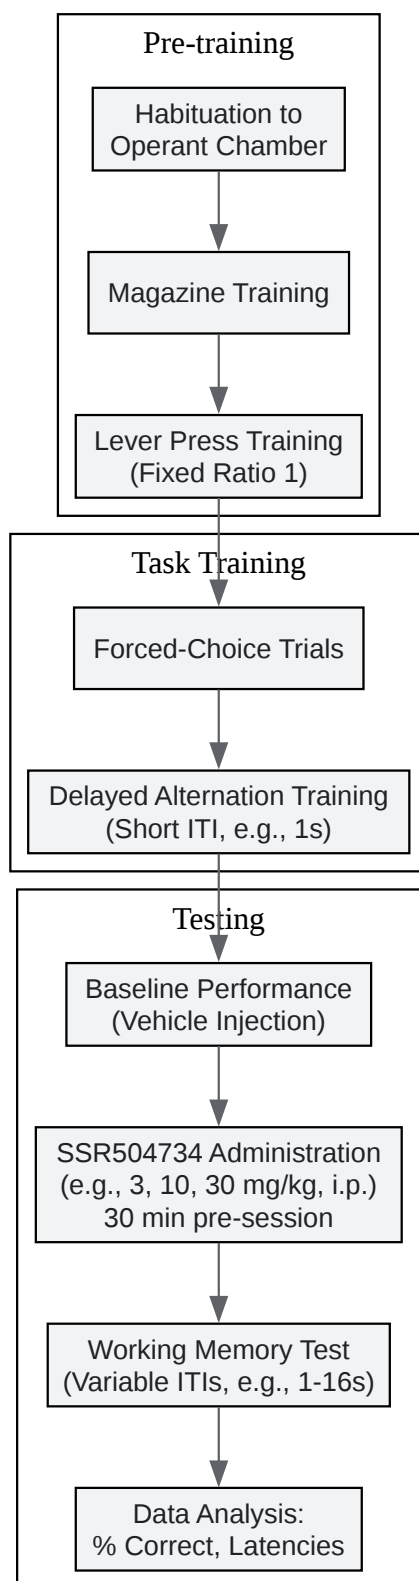 Pre-training
Habituation to
Operant Chamber
Magazine Training
Lever Press Training
(Fixed Ratio 1)
Task Training
Forced-Choice Trials
Delayed Alternation Training
(Short ITI, e.g., 1s)
Testing
Baseline Performance
(Vehicle Injection)
SSR504734 Administration
(e.g., 3, 10, 30 mg/kg, i.p.)
30 min pre-session
Working Memory Test
(Variable ITIs, e.g., 1-16s)
Data Analysis:
% Correct, Latencies